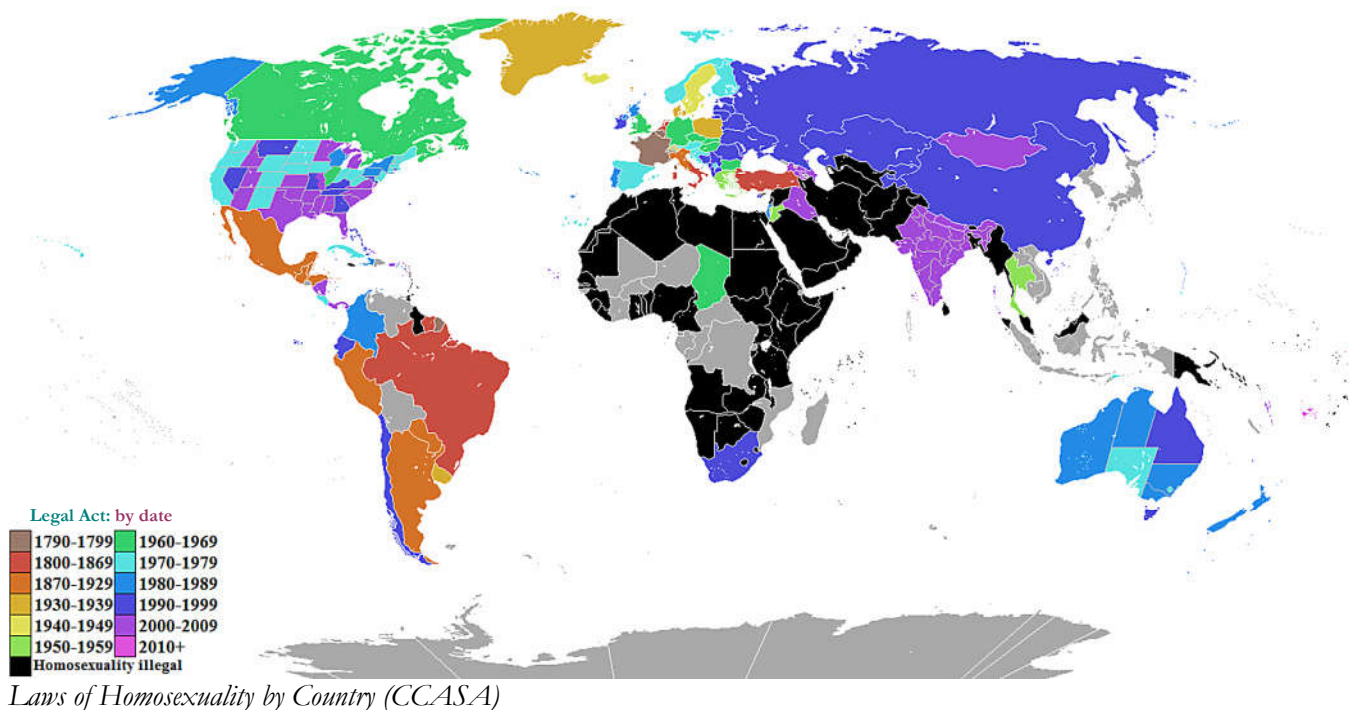 Legal Act: by date
1790-1799 1960-1969
1800-1869 1970-1979
1870-1929 1980-1989
1930-1939 1990-1999
1940-1949 2000-2009
1950-1959 2010+
Homosexuality illegal
Laws of Homosexuality by Country (CCASA)